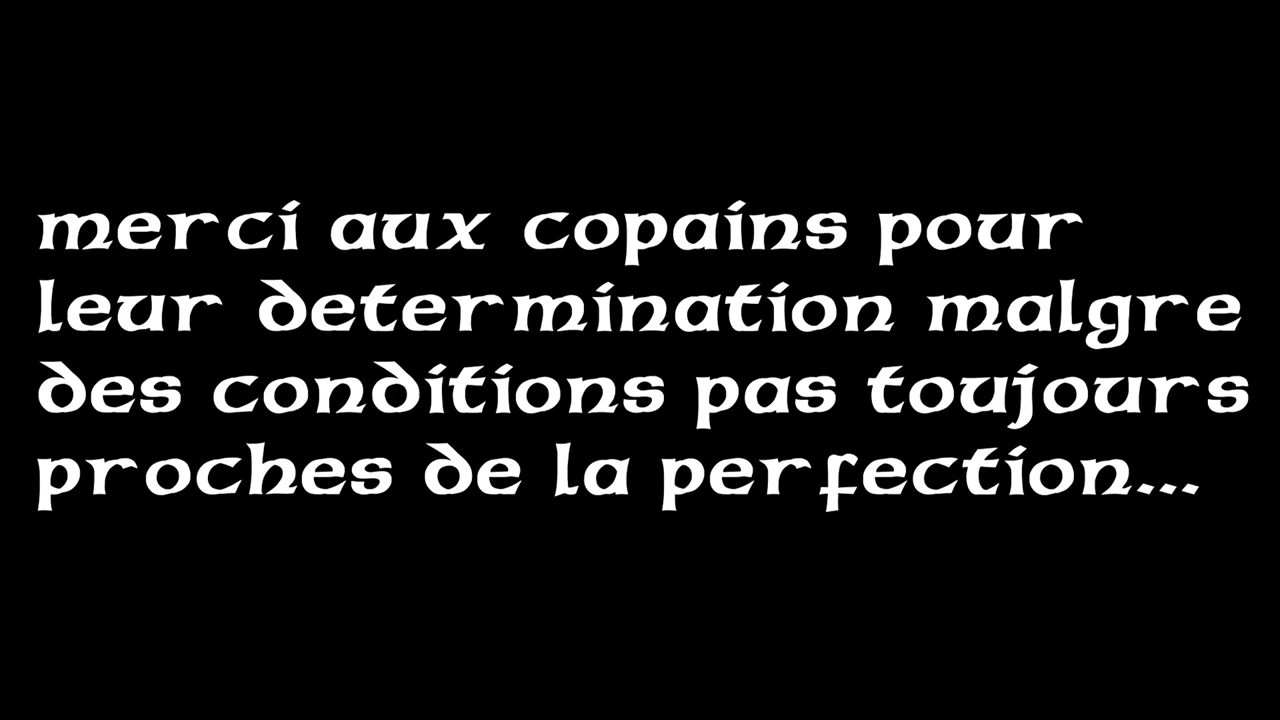 merci aux copains pour
leur determination malgre
des conditions pas toujours
proches de la perfection...